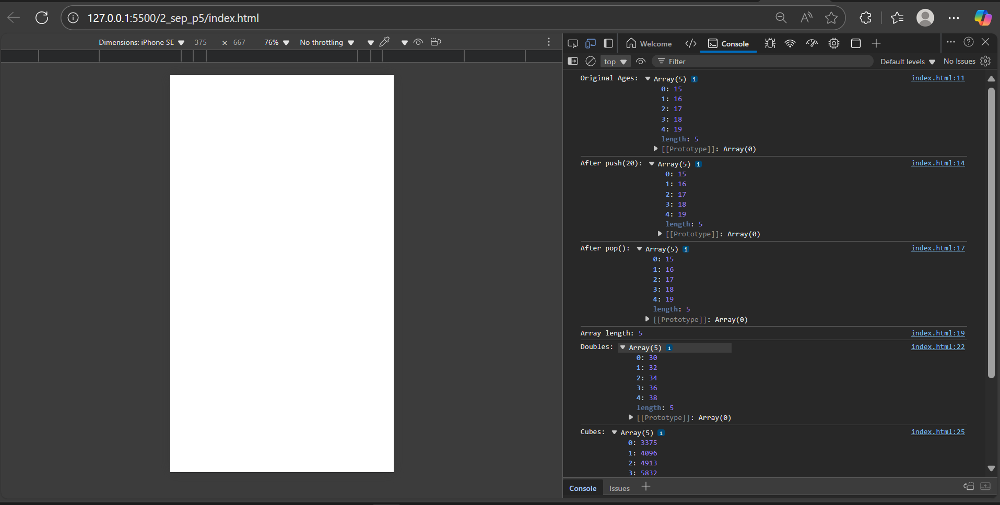 127.0.0.1:5500/2_sep_p5/index.html
Dimensions: iPhone SE 375 × 667 76% No throttling
Welcome Console
top Filter Default levels No Issues
Original Ages: Array(5) i index.html:11
0: 15
1: 16
2: 17
3: 18
4: 19
length: 5
[[Prototype]]: Array(0)
After push(20): Array(5) i index.html:14
0: 15
1: 16
2: 17
3: 18
4: 19
length: 5
[[Prototype]]: Array(0)
After pop(): Array(5) i index.html:17
0: 15
1: 16
2: 17
3: 18
4: 19
length: 5
[[Prototype]]: Array(0)
Array length: 5 index.html:19
Doubles: Array(5) i index.html:22
0: 30
1: 32
2: 34
3: 36
4: 38
length: 5
[[Prototype]]: Array(0)
Cubes: Array(5) i index.html:25
0: 3375
1: 4096
2: 4913
3: 5832
Console Issues